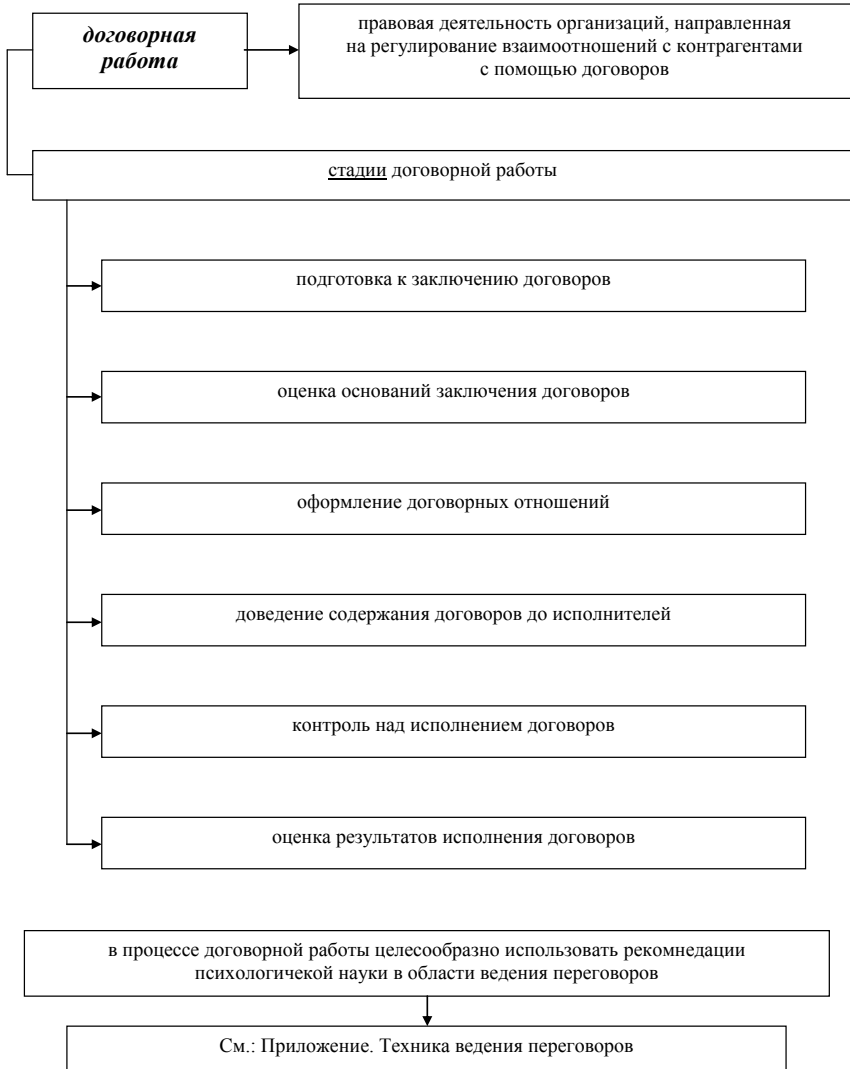 договорная
работа
правовая деятельность организаций, направленная
на регулирование взаимоотношений с контрагентами
с помощью договоров
стадии договорной работы
подготовка к заключению договоров
оценка оснований заключения договоров
оформление договорных отношений
доведение содержания договоров до исполнителей
контроль над исполнением договоров
оценка результатов исполнения договоров
в процессе договорной работы целесообразно использовать рекомнедации
психологичекой науки в области ведения переговоров
См.: Приложение. Техника ведения переговоров